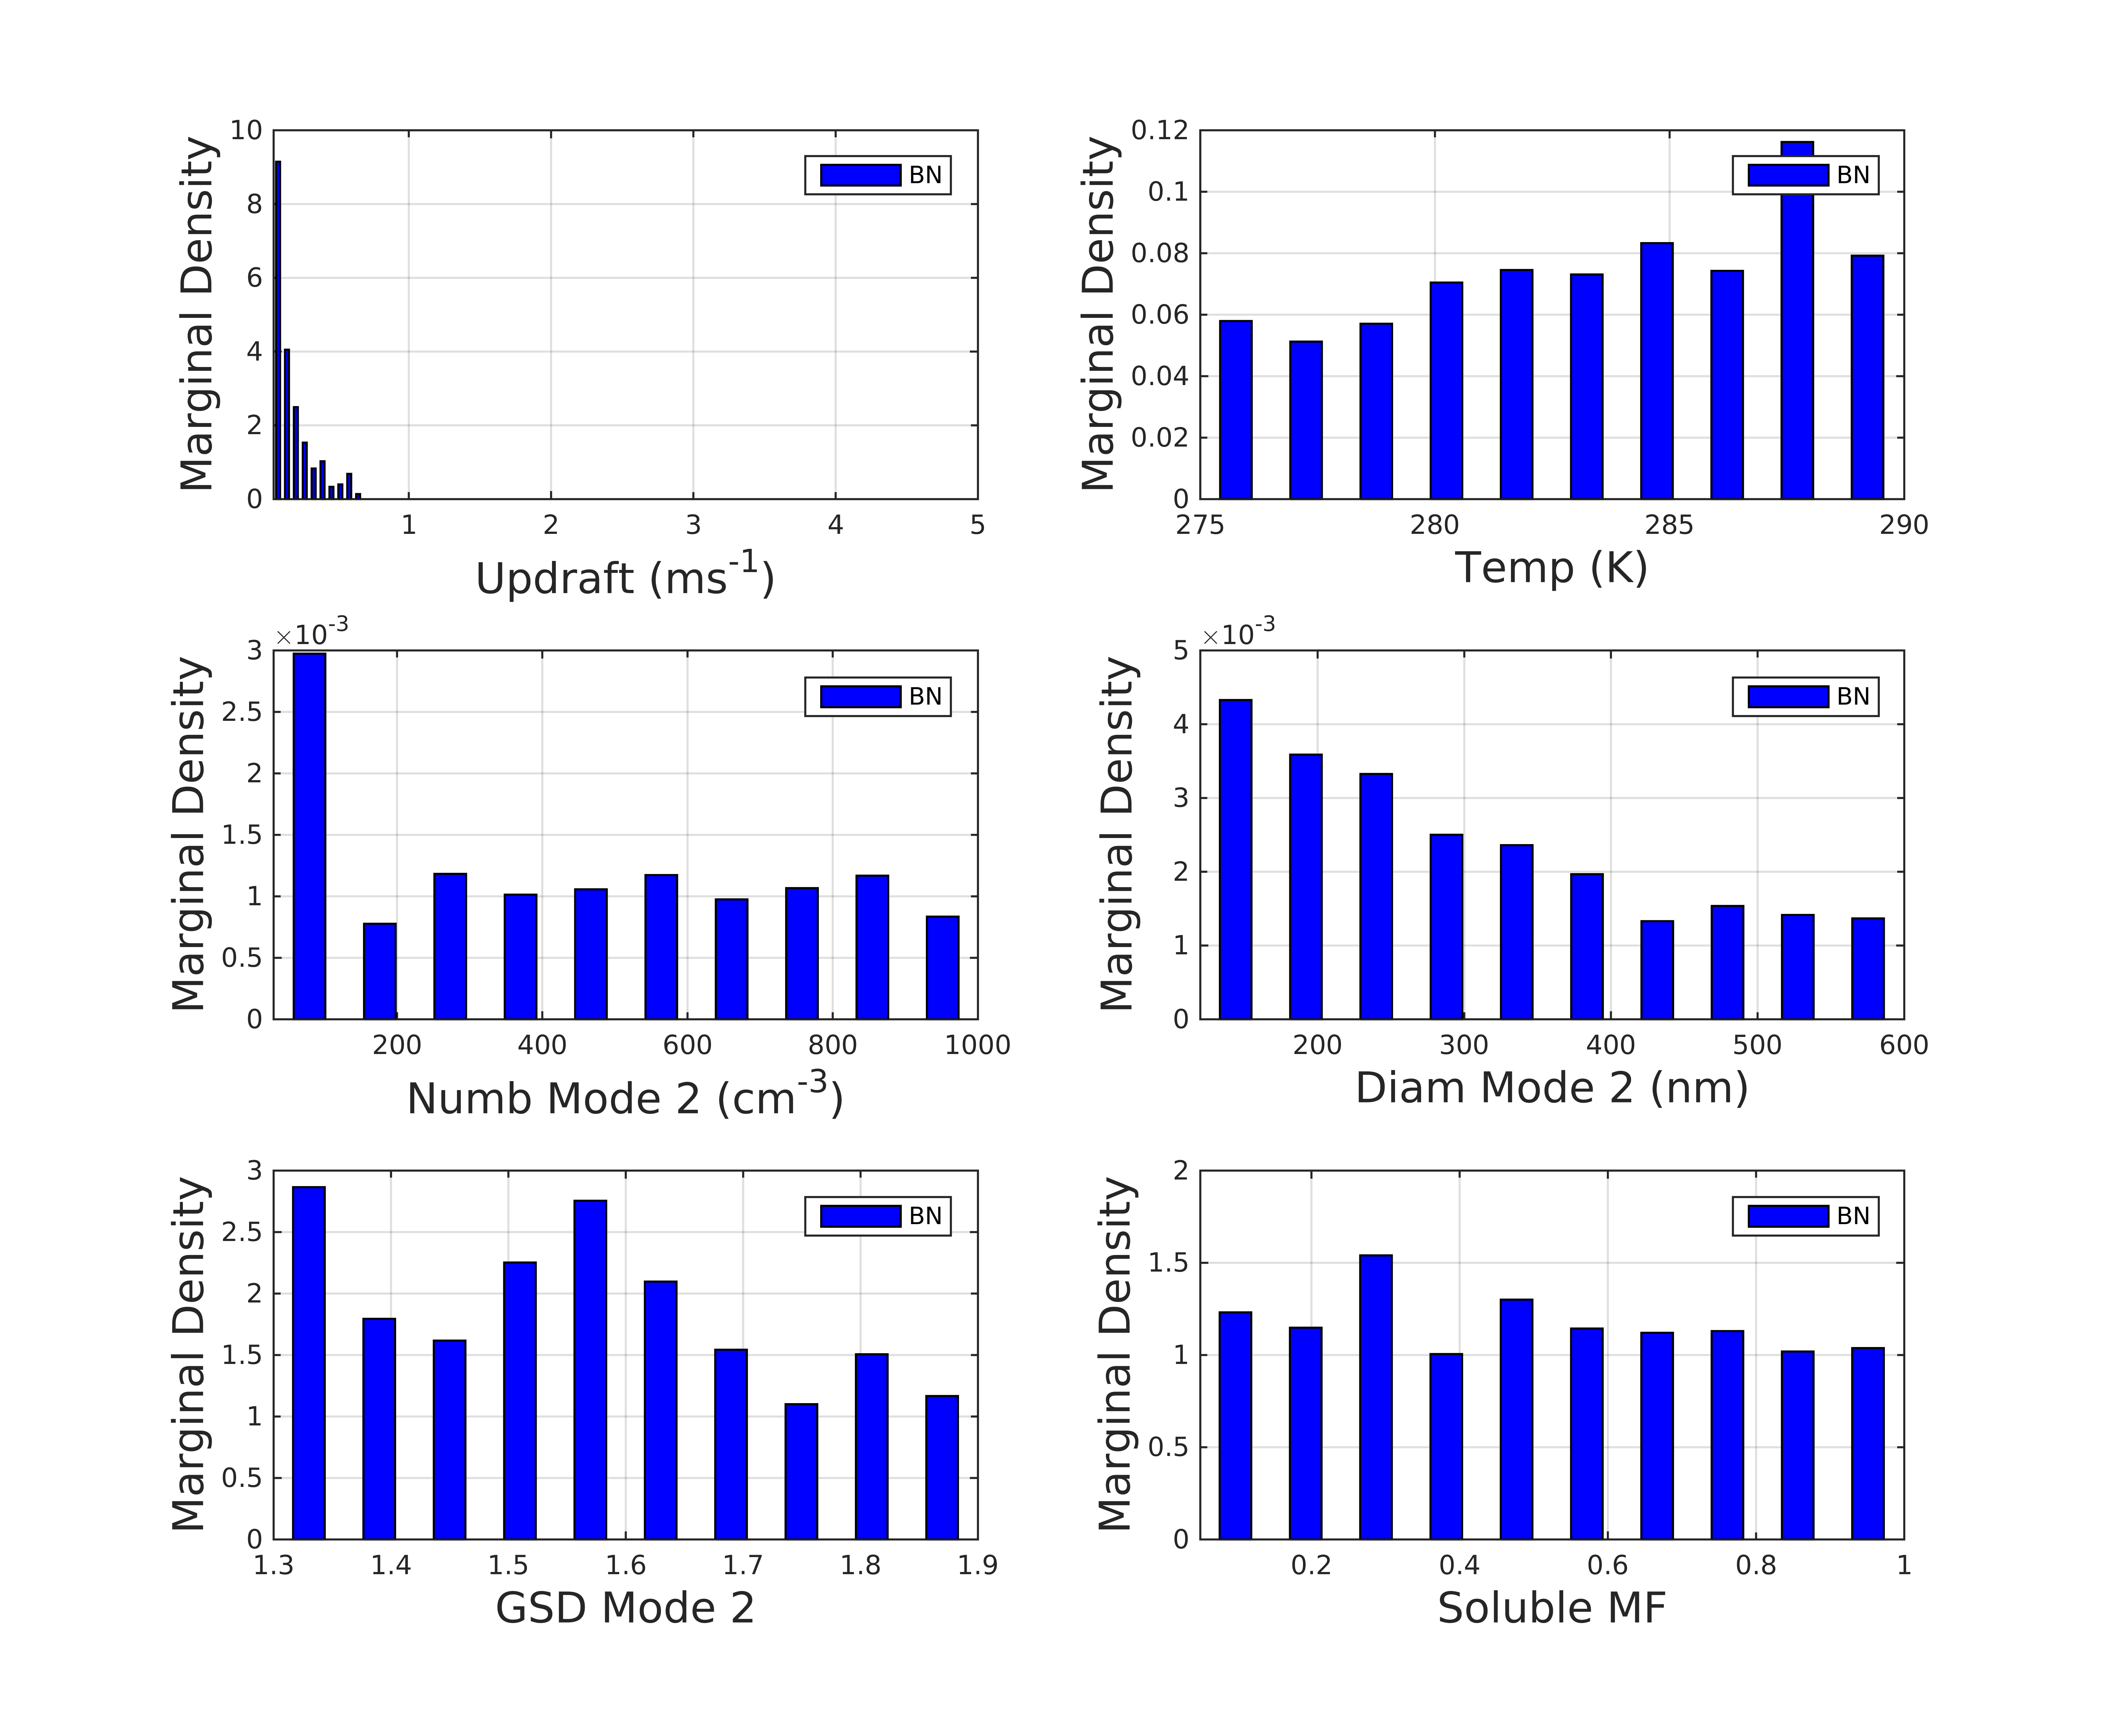 10
8
6
4
2
0
Marginal Density
BN
1 2 3 4 5
Updraft (ms-1)
0.12
0.1
0.08
0.06
0.04
0.02
0
Marginal Density
BN
275 280 285 290
Temp (K)
×10-3
3
2.5
2
1.5
1
0.5
0
Marginal Density
BN
200 400 600 800 1000
Numb Mode 2 (cm-3)
×10-3
5
4
3
2
1
0
Marginal Density
BN
200 300 400 500 600
Diam Mode 2 (nm)
3
2.5
2
1.5
1
0.5
0
Marginal Density
BN
1.3 1.4 1.5 1.6 1.7 1.8 1.9
GSD Mode 2
2
1.5
1
0.5
0
Marginal Density
BN
0.2 0.4 0.6 0.8 1
Soluble MF